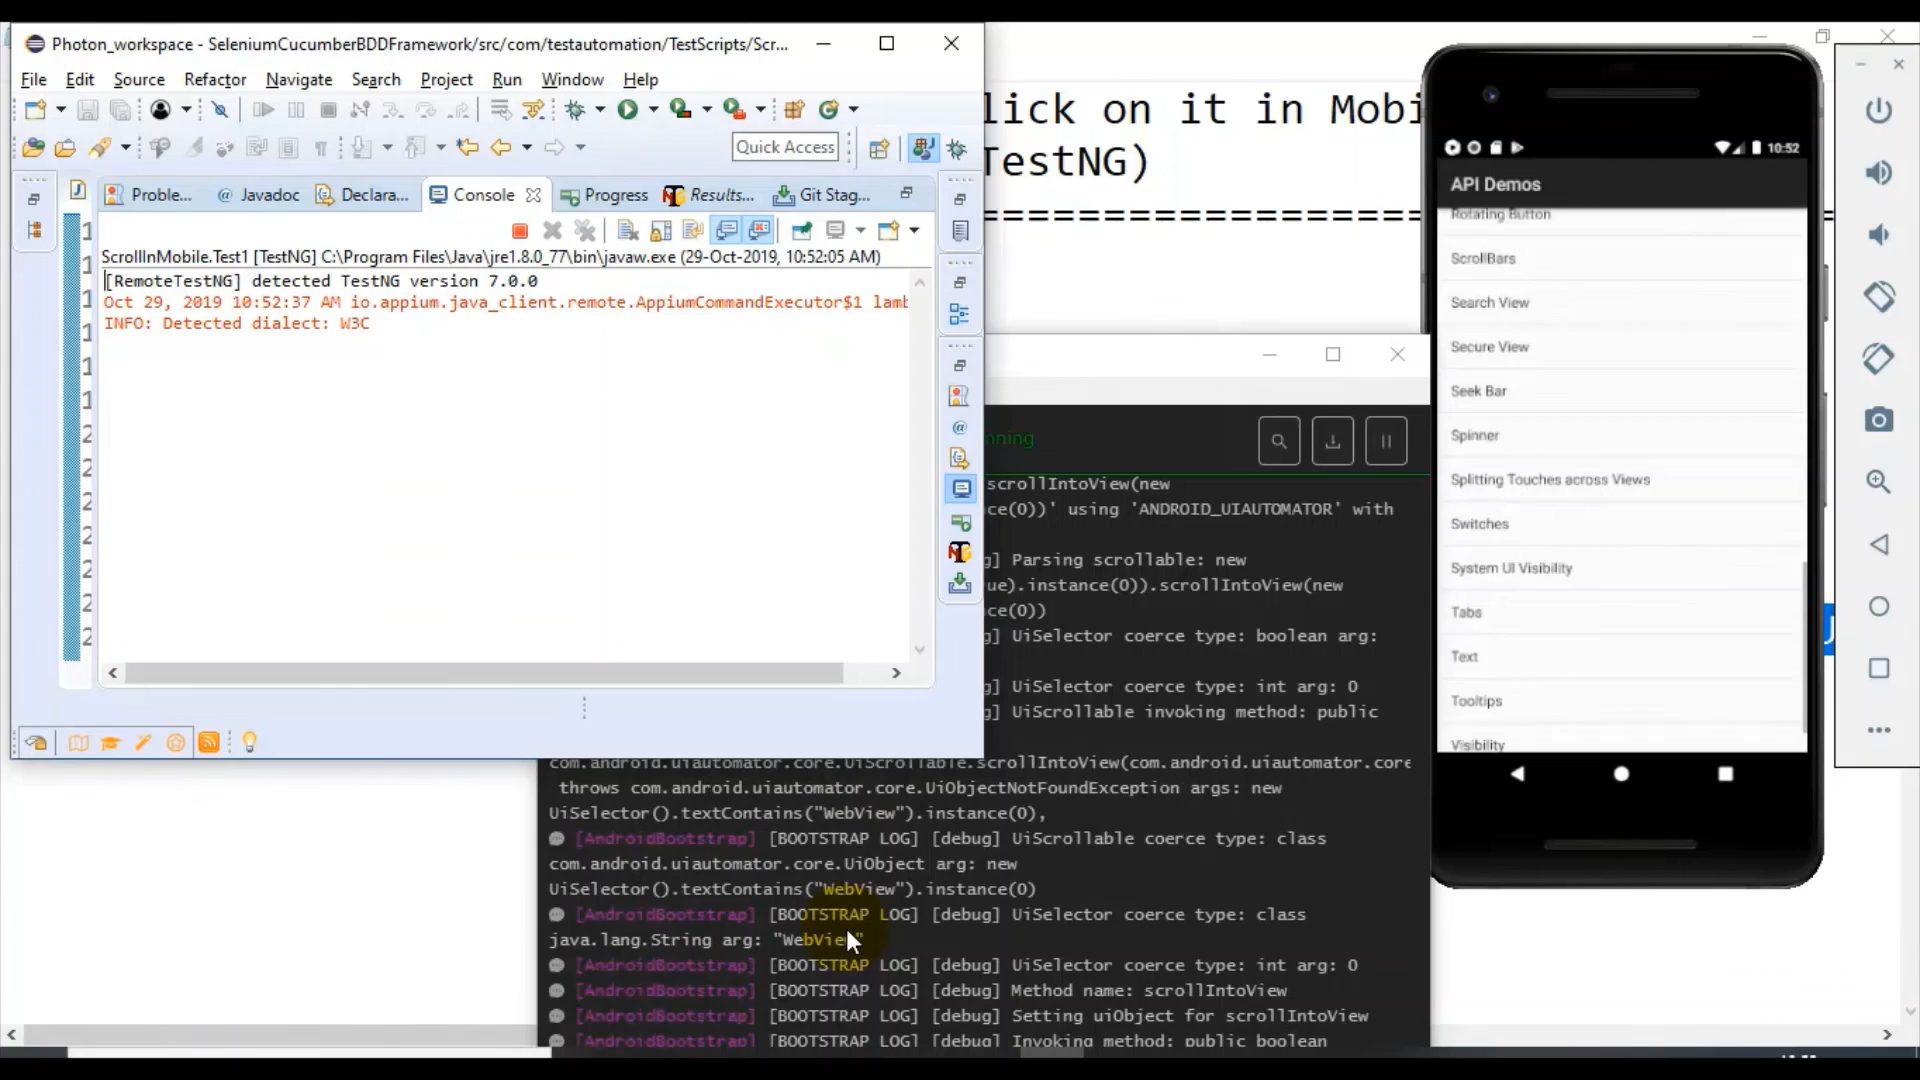 Photon_workspace - SeleniumCucumberBDDFramework/src/com/testautomation/TestScripts/Scr...
File Edit Source Refactor Navigate Search Project Run Window Help
Quick Access
Proble... Javadoc Declara... Console Progress Results... Git Stag...
ScrollInMobile.Test1 [TestNG] C:\Program Files\Java\jre1.8.0_77\bin\javaw.exe (29-Oct-2019, 10:52:05 AM)
[RemoteTestNG] detected TestNG version 7.0.0
Oct 29, 2019 10:52:37 AM io.appium.java_client.remote.AppiumCommandExecutor$1 lamb
INFO: Detected dialect: W3C
lick on it in Mobi
TestNG)
=======================
nning
scrollIntoView(new
ce(0))' using 'ANDROID_UIAUTOMATOR' with
g] Parsing scrollable: new
ue).instance(0)).scrollIntoView(new
ce(0))
g] UiSelector coerce type: boolean arg:
g] UiSelector coerce type: int arg: 0
g] UiScrollable invoking method: public
com.android.uiautomator.core.UiScrollable.scrollIntoView(com.android.uiautomator.core
throws com.android.uiautomator.core.UiObjectNotFoundException args: new
UiSelector().textContains("WebView").instance(0),
[AndroidBootstrap] [BOOTSTRAP LOG] [debug] UiScrollable coerce type: class
com.android.uiautomator.core.UiObject arg: new
UiSelector().textContains("WebView").instance(0)
[AndroidBootstrap] [BOOTSTRAP LOG] [debug] UiSelector coerce type: class
java.lang.String arg: "WebView"
[AndroidBootstrap] [BOOTSTRAP LOG] [debug] UiSelector coerce type: int arg: 0
[AndroidBootstrap] [BOOTSTRAP LOG] [debug] Method name: scrollIntoView
[AndroidBootstrap] [BOOTSTRAP LOG] [debug] Setting uiObject for scrollIntoView
[AndroidBootstrap] [BOOTSTRAP LOG] [debug] Invoking method: public boolean
10:52
API Demos
Rotating Button
ScrollBars
Search View
Secure View
Seek Bar
Spinner
Splitting Touches across Views
Switches
System UI Visibility
Tabs
Text
Tooltips
Visibility